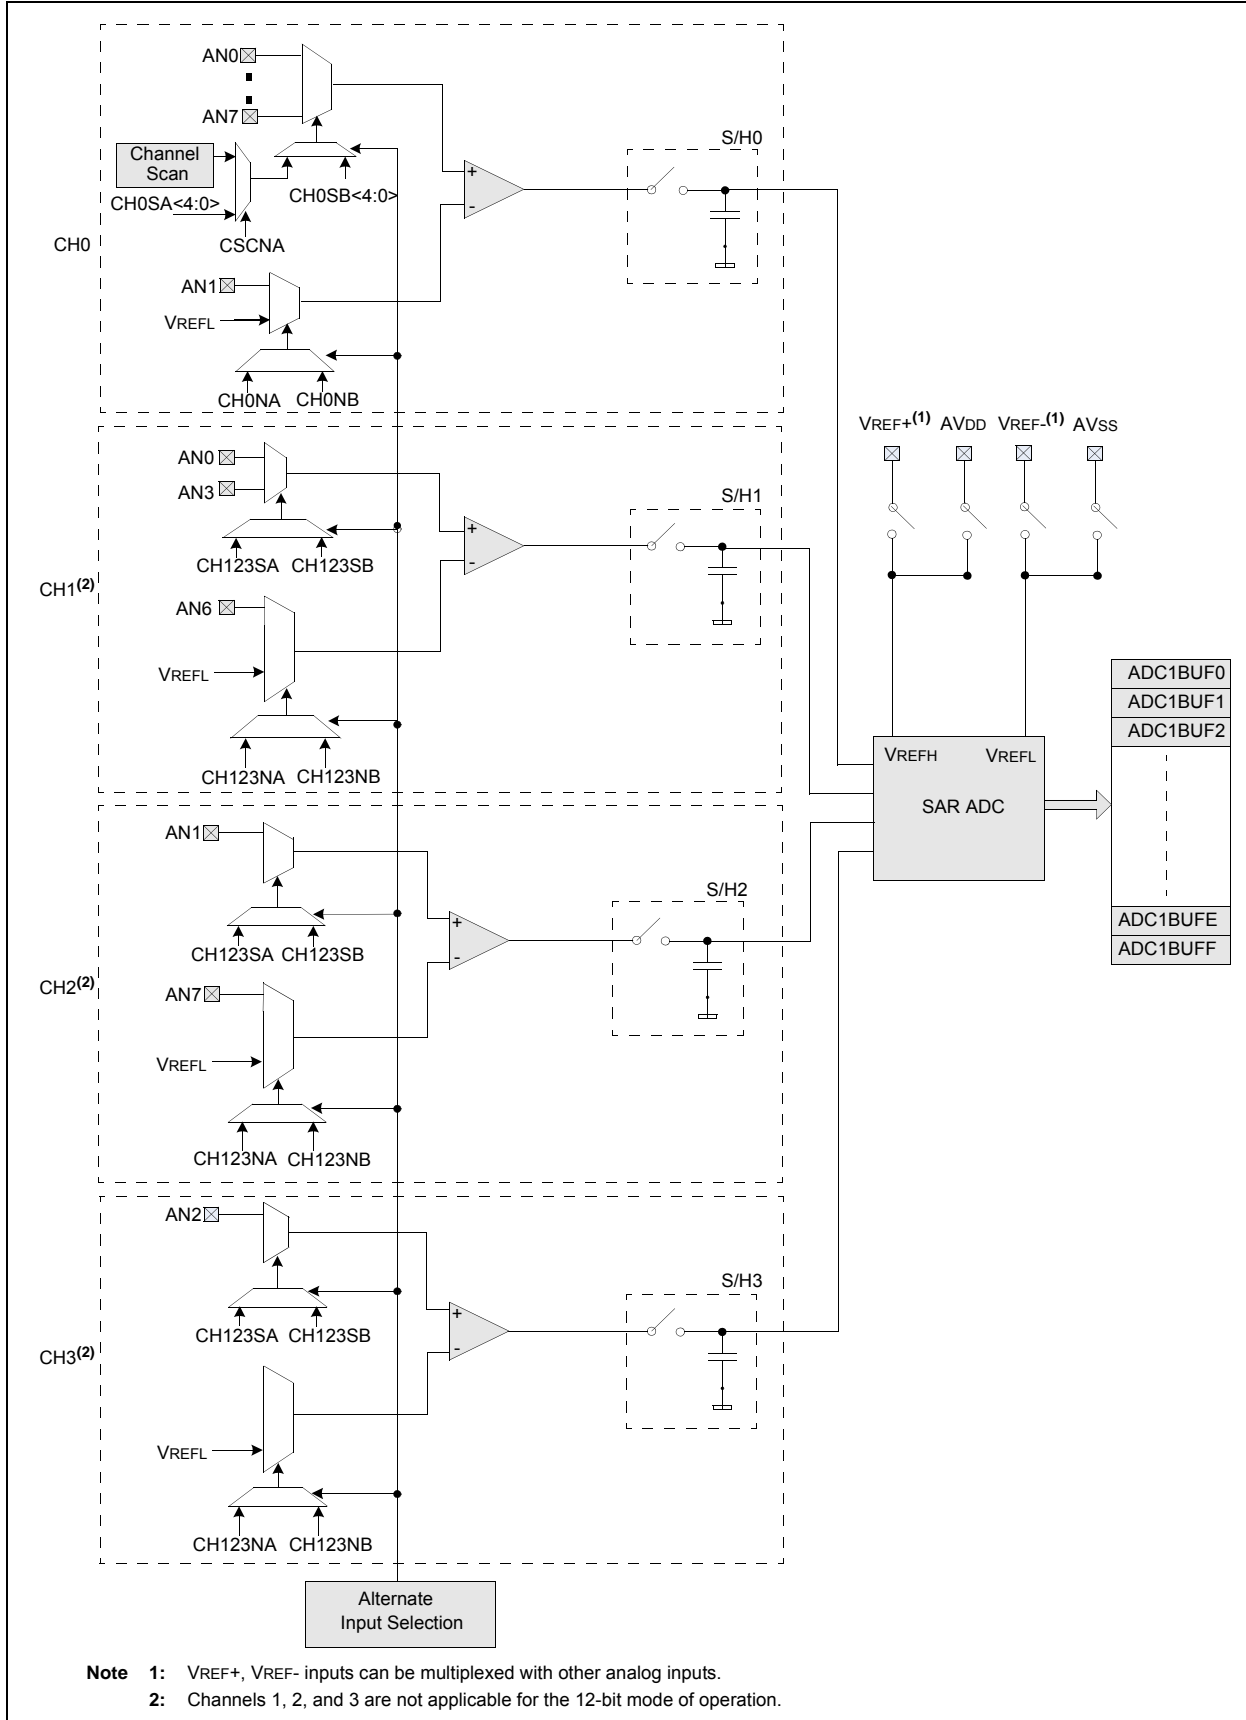 AN0
AN7
Channel
Scan
CH0SA<4:0>
CH0SB<4:0>
CSCNA
+
-
S/H0
CH0
AN1
VREFL
CH0NA
CH0NB
AN0
AN3
CH123SA
CH123SB
+
-
S/H1
CH1(2)
AN6
VREFL
CH123NA
CH123NB
VREF+(1)
AVDD
VREF-(1)
AVSS
VREFH
VREFL
SAR ADC
ADC1BUF0
ADC1BUF1
ADC1BUF2
ADC1BUFE
ADC1BUFF
AN1
CH123SA
CH123SB
+
-
S/H2
CH2(2)
AN7
VREFL
CH123NA
CH123NB
AN2
CH123SA
CH123SB
+
-
S/H3
CH3(2)
VREFL
CH123NA
CH123NB
Alternate
Input Selection
Note 1: VREF+, VREF- inputs can be multiplexed with other analog inputs.
2: Channels 1, 2, and 3 are not applicable for the 12-bit mode of operation.